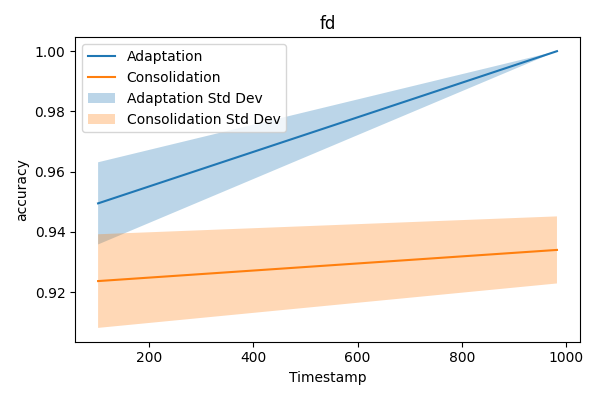 fd
Adaptation
Consolidation
Adaptation Std Dev
Consolidation Std Dev
1.00
0.98
0.96
0.94
0.92
accuracy
200 400 600 800 1000
Timestamp